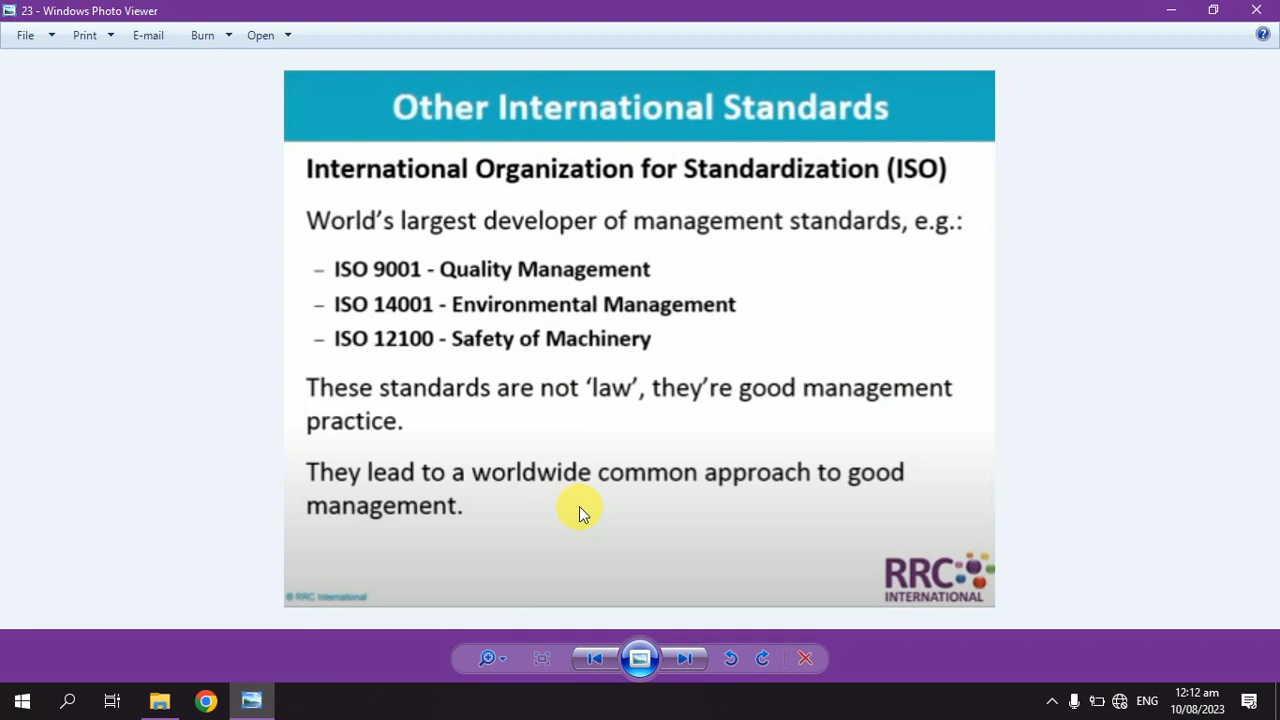 23 - Windows Photo Viewer
File Print E-mail Burn Open
Other International Standards
International Organization for Standardization (ISO)
World's largest developer of management standards, e.g.:
– ISO 9001 - Quality Management
– ISO 14001 - Environmental Management
– ISO 12100 - Safety of Machinery
These standards are not ‘law’, they’re good management
practice.
They lead to a worldwide common approach to good
management.
RRC
INTERNATIONAL
© RRC International
ENG
12:12 am
10/08/2023